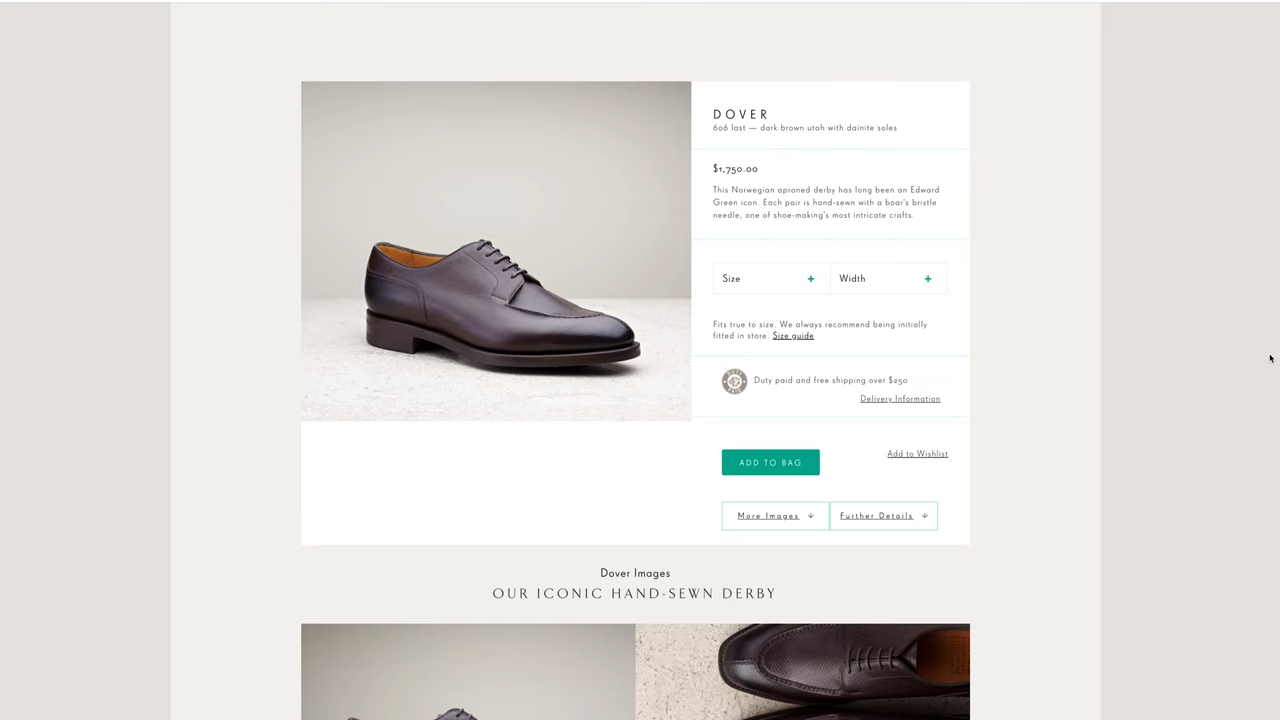 DOVER
606 last — dark brown utah with dainite soles
$1,750.00
This Norwegian aproned derby has long been an Edward
Green icon. Each pair is hand-sewn with a boar's bristle
needle, one of shoe-making's most intricate crafts.
Size + Width +
Fits true to size. We always recommend being initially
fitted in store. Size guide
Duty paid and free shipping over $250
Delivery Information
ADD TO BAG
Add to Wishlist
More Images ↓ Further Details ↓
Dover Images
OUR ICONIC HAND-SEWN DERBY